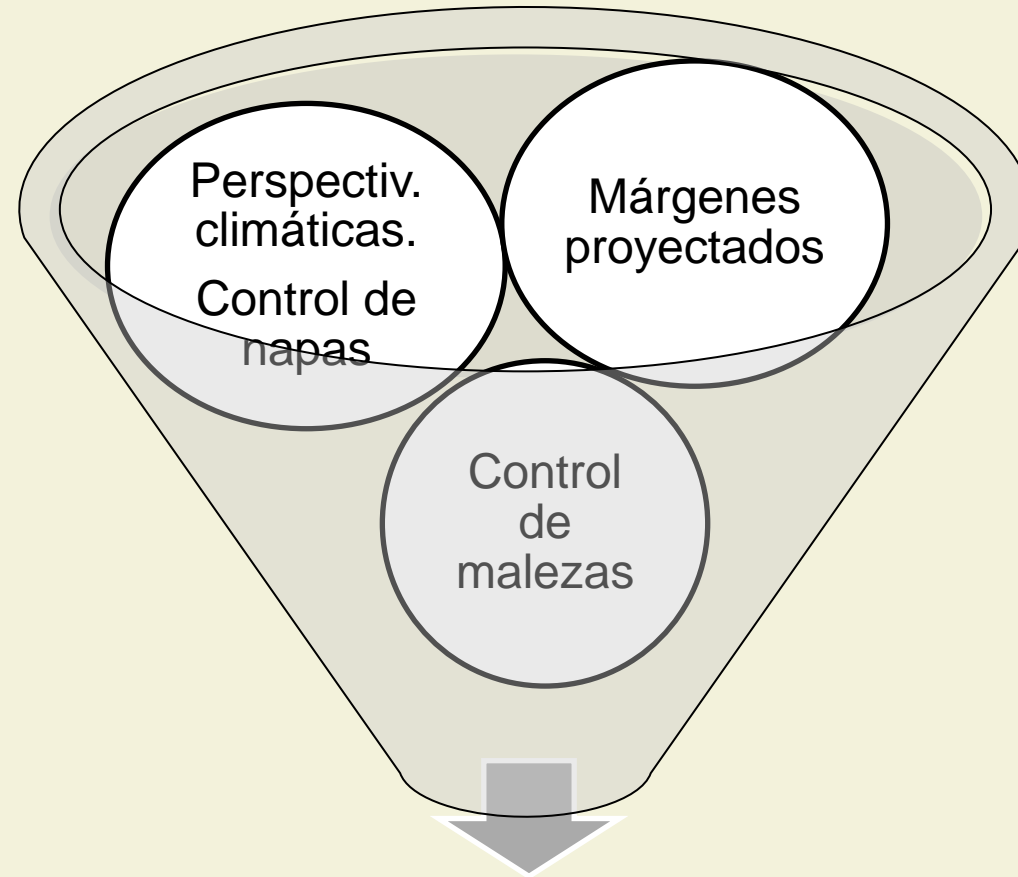 Perspectiv.
climáticas.
Control de
napas
Márgenes
proyectados
Control
de
malezas